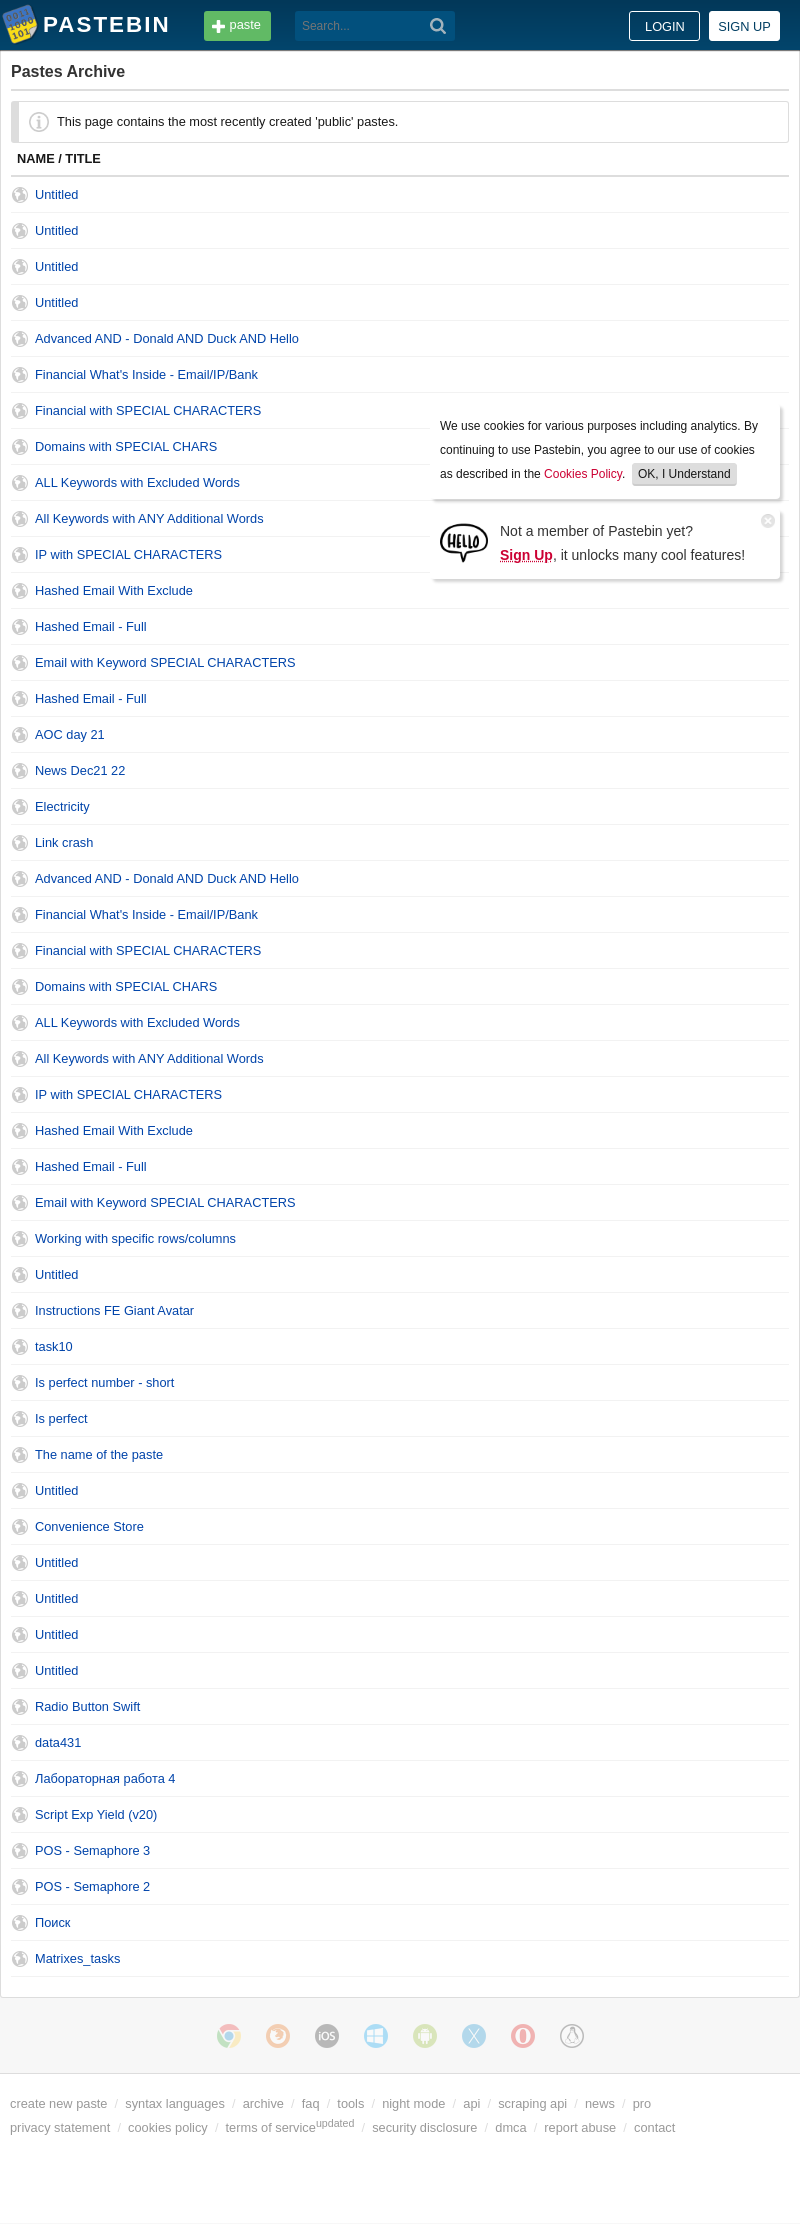 PASTEBIN paste Search... LOGIN SIGN UP
Pastes Archive
This page contains the most recently created 'public' pastes.
NAME / TITLE
Untitled
Untitled
Untitled
Untitled
Advanced AND - Donald AND Duck AND Hello
Financial What's Inside - Email/IP/Bank
Financial with SPECIAL CHARACTERS
Domains with SPECIAL CHARS
ALL Keywords with Excluded Words
All Keywords with ANY Additional Words
IP with SPECIAL CHARACTERS
We use cookies for various purposes including analytics. By
continuing to use Pastebin, you agree to our use of cookies
as described in the Cookies Policy. OK, I Understand
HELLO
Not a member of Pastebin yet?
Sign Up, it unlocks many cool features!
Hashed Email With Exclude
Hashed Email - Full
Email with Keyword SPECIAL CHARACTERS
Hashed Email - Full
AOC day 21
News Dec21 22
Electricity
Link crash
Advanced AND - Donald AND Duck AND Hello
Financial What's Inside - Email/IP/Bank
Financial with SPECIAL CHARACTERS
Domains with SPECIAL CHARS
ALL Keywords with Excluded Words
All Keywords with ANY Additional Words
IP with SPECIAL CHARACTERS
Hashed Email With Exclude
Hashed Email - Full
Email with Keyword SPECIAL CHARACTERS
Working with specific rows/columns
Untitled
Instructions FE Giant Avatar
task10
Is perfect number - short
Is perfect
The name of the paste
Untitled
Convenience Store
Untitled
Untitled
Untitled
Untitled
Radio Button Swift
data431
Лабораторная работа 4
Script Exp Yield (v20)
POS - Semaphore 3
POS - Semaphore 2
Поиск
Matrixes_tasks
iOS
create new paste / syntax languages / archive / faq / tools / night mode / api / scraping api / news / pro
privacy statement / cookies policy / terms of service updated / security disclosure / dmca / report abuse / contact